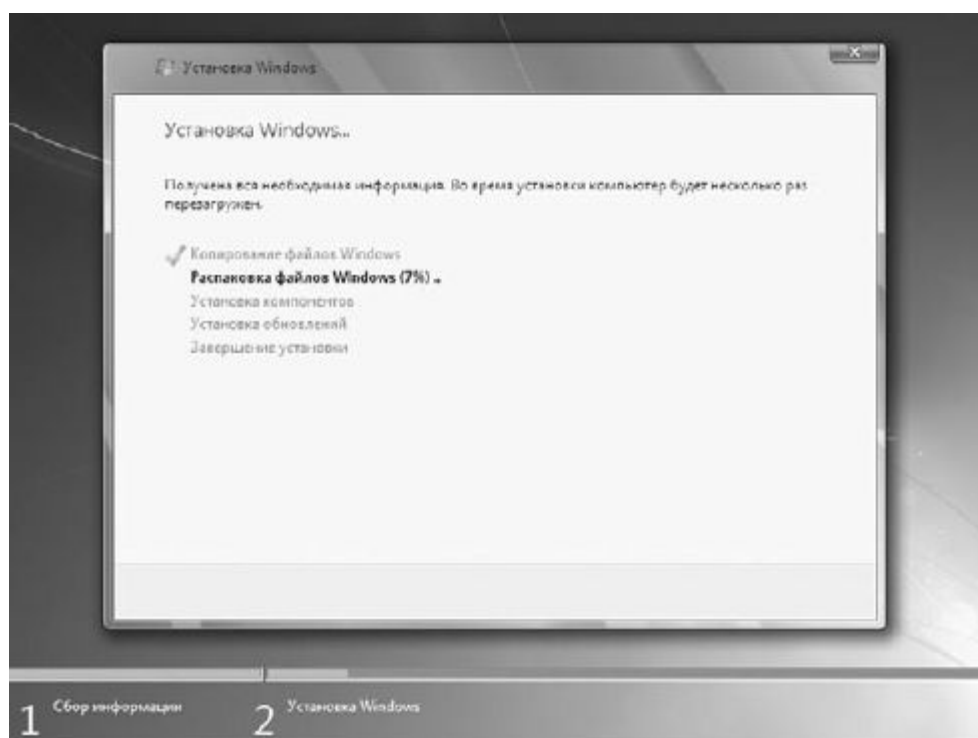 Установка Windows
Установка Windows...
Получена вся необходимая информация. Во время установки компьютер будет несколько раз
перезагружен.
Копирование файлов Windows
Распаковка файлов Windows (7%) ..
Установка компонентов
Установка обновлений
Завершение установки
1 Сбор информации
2 Установка Windows